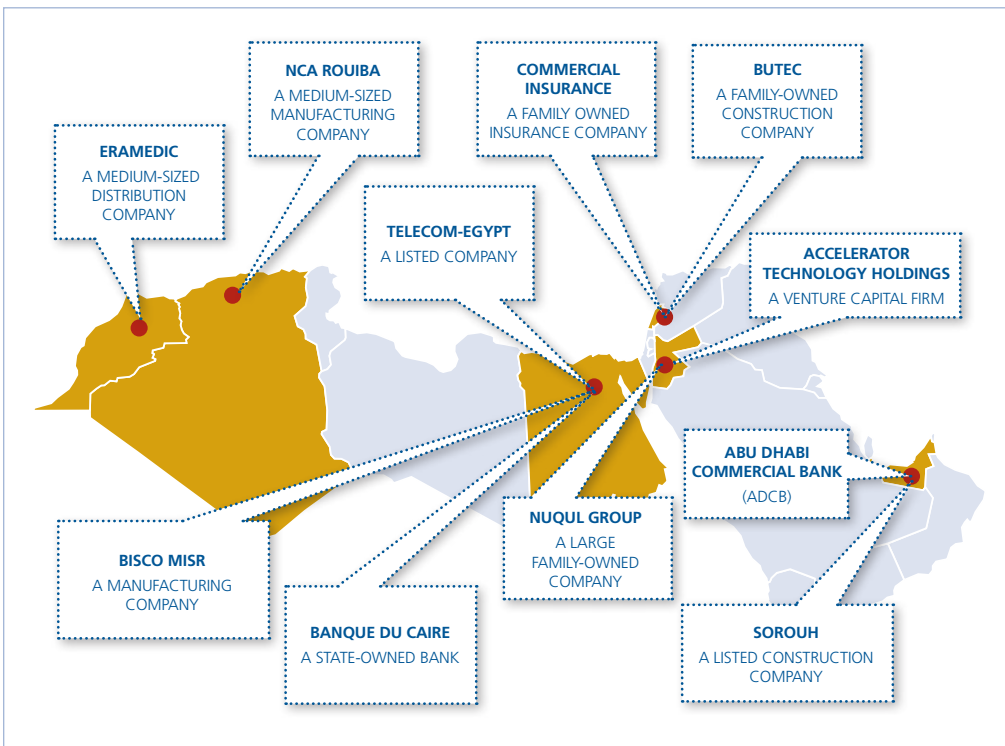 NCA ROUIBA
A MEDIUM-SIZED
MANUFACTURING
COMPANY
COMMERCIAL
INSURANCE
A FAMILY OWNED
INSURANCE COMPANY
BUTEC
A FAMILY-OWNED
CONSTRUCTION
COMPANY
ERAMEDIC
A MEDIUM-SIZED
DISTRIBUTION
COMPANY
TELECOM-EGYPT
A LISTED COMPANY
ACCELERATOR
TECHNOLOGY HOLDINGS
A VENTURE CAPITAL FIRM
ABU DHABI
COMMERCIAL BANK
(ADCB)
NUQUL GROUP
A LARGE
FAMILY-OWNED
COMPANY
BISCO MISR
A MANUFACTURING
COMPANY
BANQUE DU CAIRE
A STATE-OWNED BANK
SOROUH
A LISTED CONSTRUCTION
COMPANY